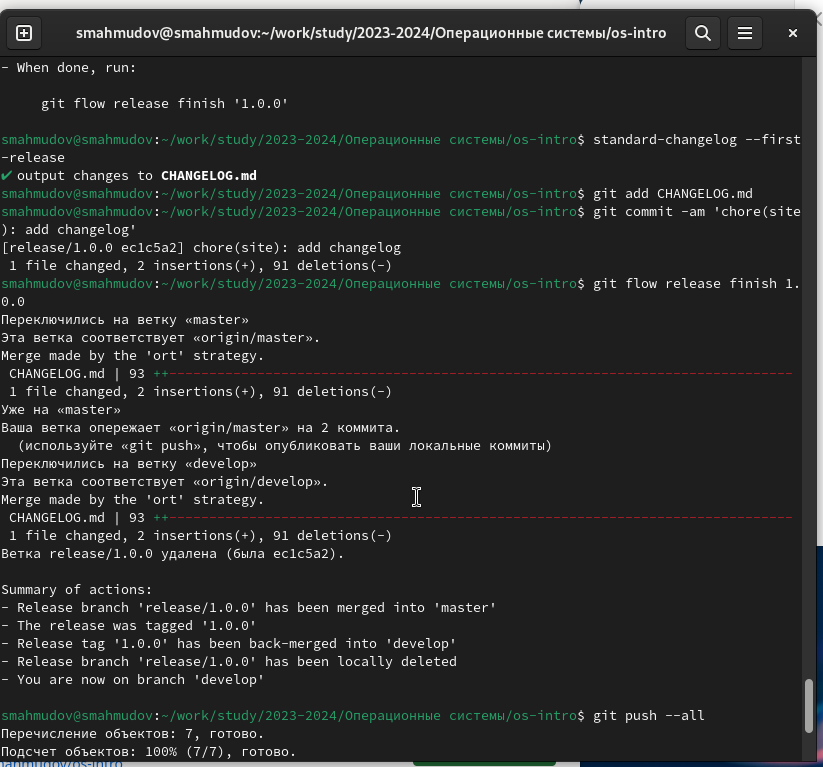 smahmudov@smahmudov:~/work/study/2023-2024/Операционные системы/os-intro
- When done, run:
git flow release finish '1.0.0'
smahmudov@smahmudov:~/work/study/2023-2024/Операционные системы/os-intro$ standard-changelog --first
-release
✔ output changes to CHANGELOG.md
smahmudov@smahmudov:~/work/study/2023-2024/Операционные системы/os-intro$ git add CHANGELOG.md
smahmudov@smahmudov:~/work/study/2023-2024/Операционные системы/os-intro$ git commit -am 'chore(site
): add changelog'
[release/1.0.0 ec1c5a2] chore(site): add changelog
1 file changed, 2 insertions(+), 91 deletions(-)
smahmudov@smahmudov:~/work/study/2023-2024/Операционные системы/os-intro$ git flow release finish 1.
0.0
Переключились на ветку «master»
Эта ветка соответствует «origin/master».
Merge made by the 'ort' strategy.
CHANGELOG.md | 93 ++-------------------------------------------------------------------------------
1 file changed, 2 insertions(+), 91 deletions(-)
Уже на «master»
Ваша ветка опережает «origin/master» на 2 коммита.
(используйте «git push», чтобы опубликовать ваши локальные коммиты)
Переключились на ветку «develop»
Эта ветка соответствует «origin/develop».
Merge made by the 'ort' strategy.
CHANGELOG.md | 93 ++-------------------------------------------------------------------------------
1 file changed, 2 insertions(+), 91 deletions(-)
Ветка release/1.0.0 удалена (была ec1c5a2).
Summary of actions:
- Release branch 'release/1.0.0' has been merged into 'master'
- The release was tagged '1.0.0'
- Release tag '1.0.0' has been back-merged into 'develop'
- Release branch 'release/1.0.0' has been locally deleted
- You are now on branch 'develop'
smahmudov@smahmudov:~/work/study/2023-2024/Операционные системы/os-intro$ git push --all
Перечисление объектов: 7, готово.
Подсчет объектов: 100% (7/7), готово.